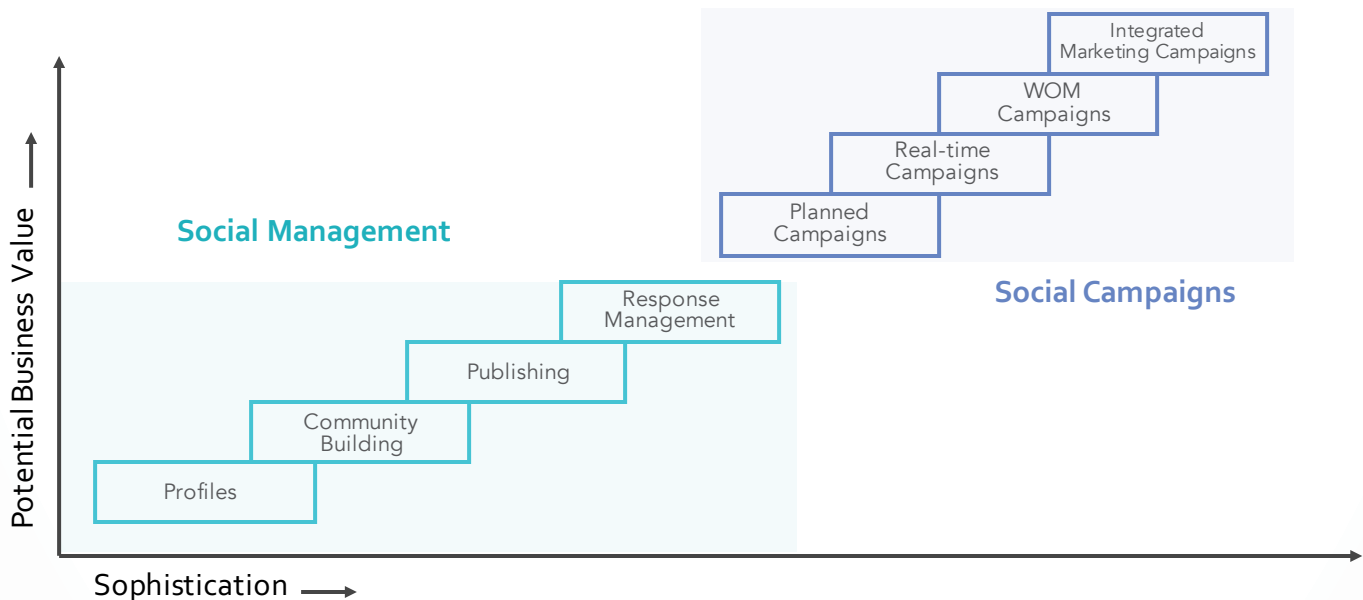 Integrated
Marketing Campaigns
WOM
Campaigns
Real-time
Campaigns
Planned
Campaigns
Social Management
Social Campaigns
Response
Management
Publishing
Community
Building
Profiles
Potential Business Value
Sophistication